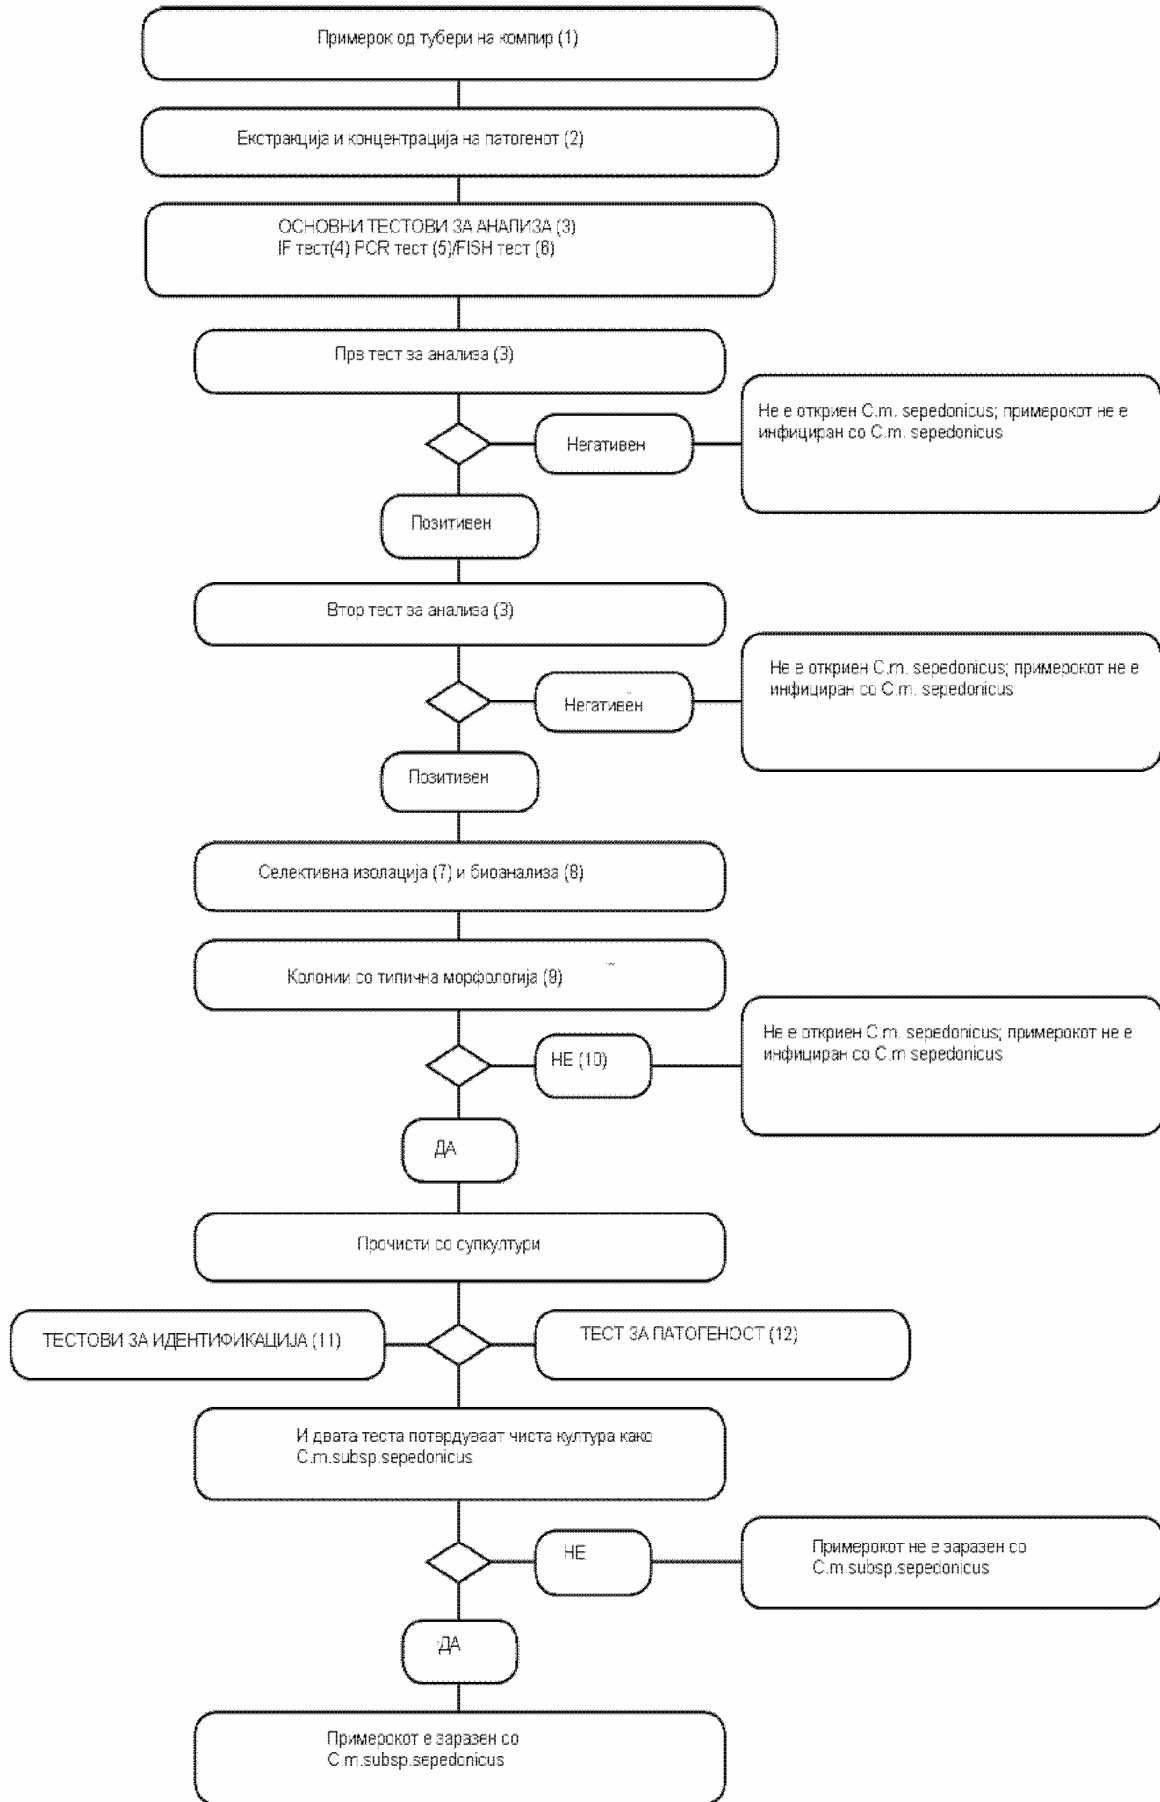 Примерок од тубери на компир (1)
Екстракција и концентрација на патогенот (2)
ОСНОВНИ ТЕСТОВИ ЗА АНАЛИЗА (3)
IF тест(4) PCR тест (5)/FISH тест (6)
Прв тест за анализа (3)
Негативен
Не е откриен C.m. sepedonicus; примерокот не е
инфициран со C.m. sepedonicus
Позитивен
Втор тест за анализа (3)
Негативен
Не е откриен C.m. sepedonicus; примерокот не е
инфициран со C.m. sepedonicus
Позитивен
Селективна изолација (7) и биоанализа (8)
Колонии со типична морфологија (9)
НЕ (10)
Не е откриен C.m. sepedonicus; примерокот не е
инфициран со C.m sepedonicus
ДА
Прочисти со супкултури
ТЕСТОВИ ЗА ИДЕНТИФИКАЦИЈА (11)
ТЕСТ ЗА ПАТОГЕНОСТ (12)
И двата теста потврдуваат чиста култура како
C.m.subsp.sepedonicus
НЕ
Примерокот не е заразен со
C.m.subsp.sepedonicus
ДА
Примерокот е заразен со
C.m.subsp.sepedonicus